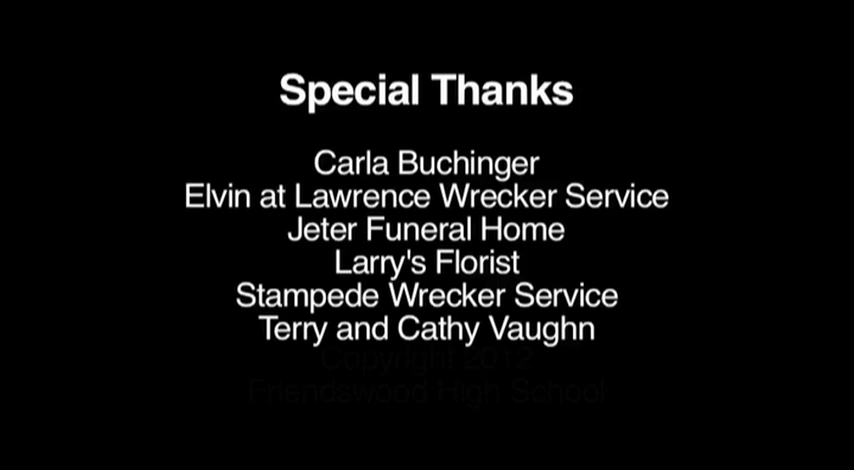 Special Thanks
Carla Buchinger
Elvin at Lawrence Wrecker Service
Jeter Funeral Home
Larry's Florist
Stampede Wrecker Service
Terry and Cathy Vaughn
Copyright 2012
Friendswood High School